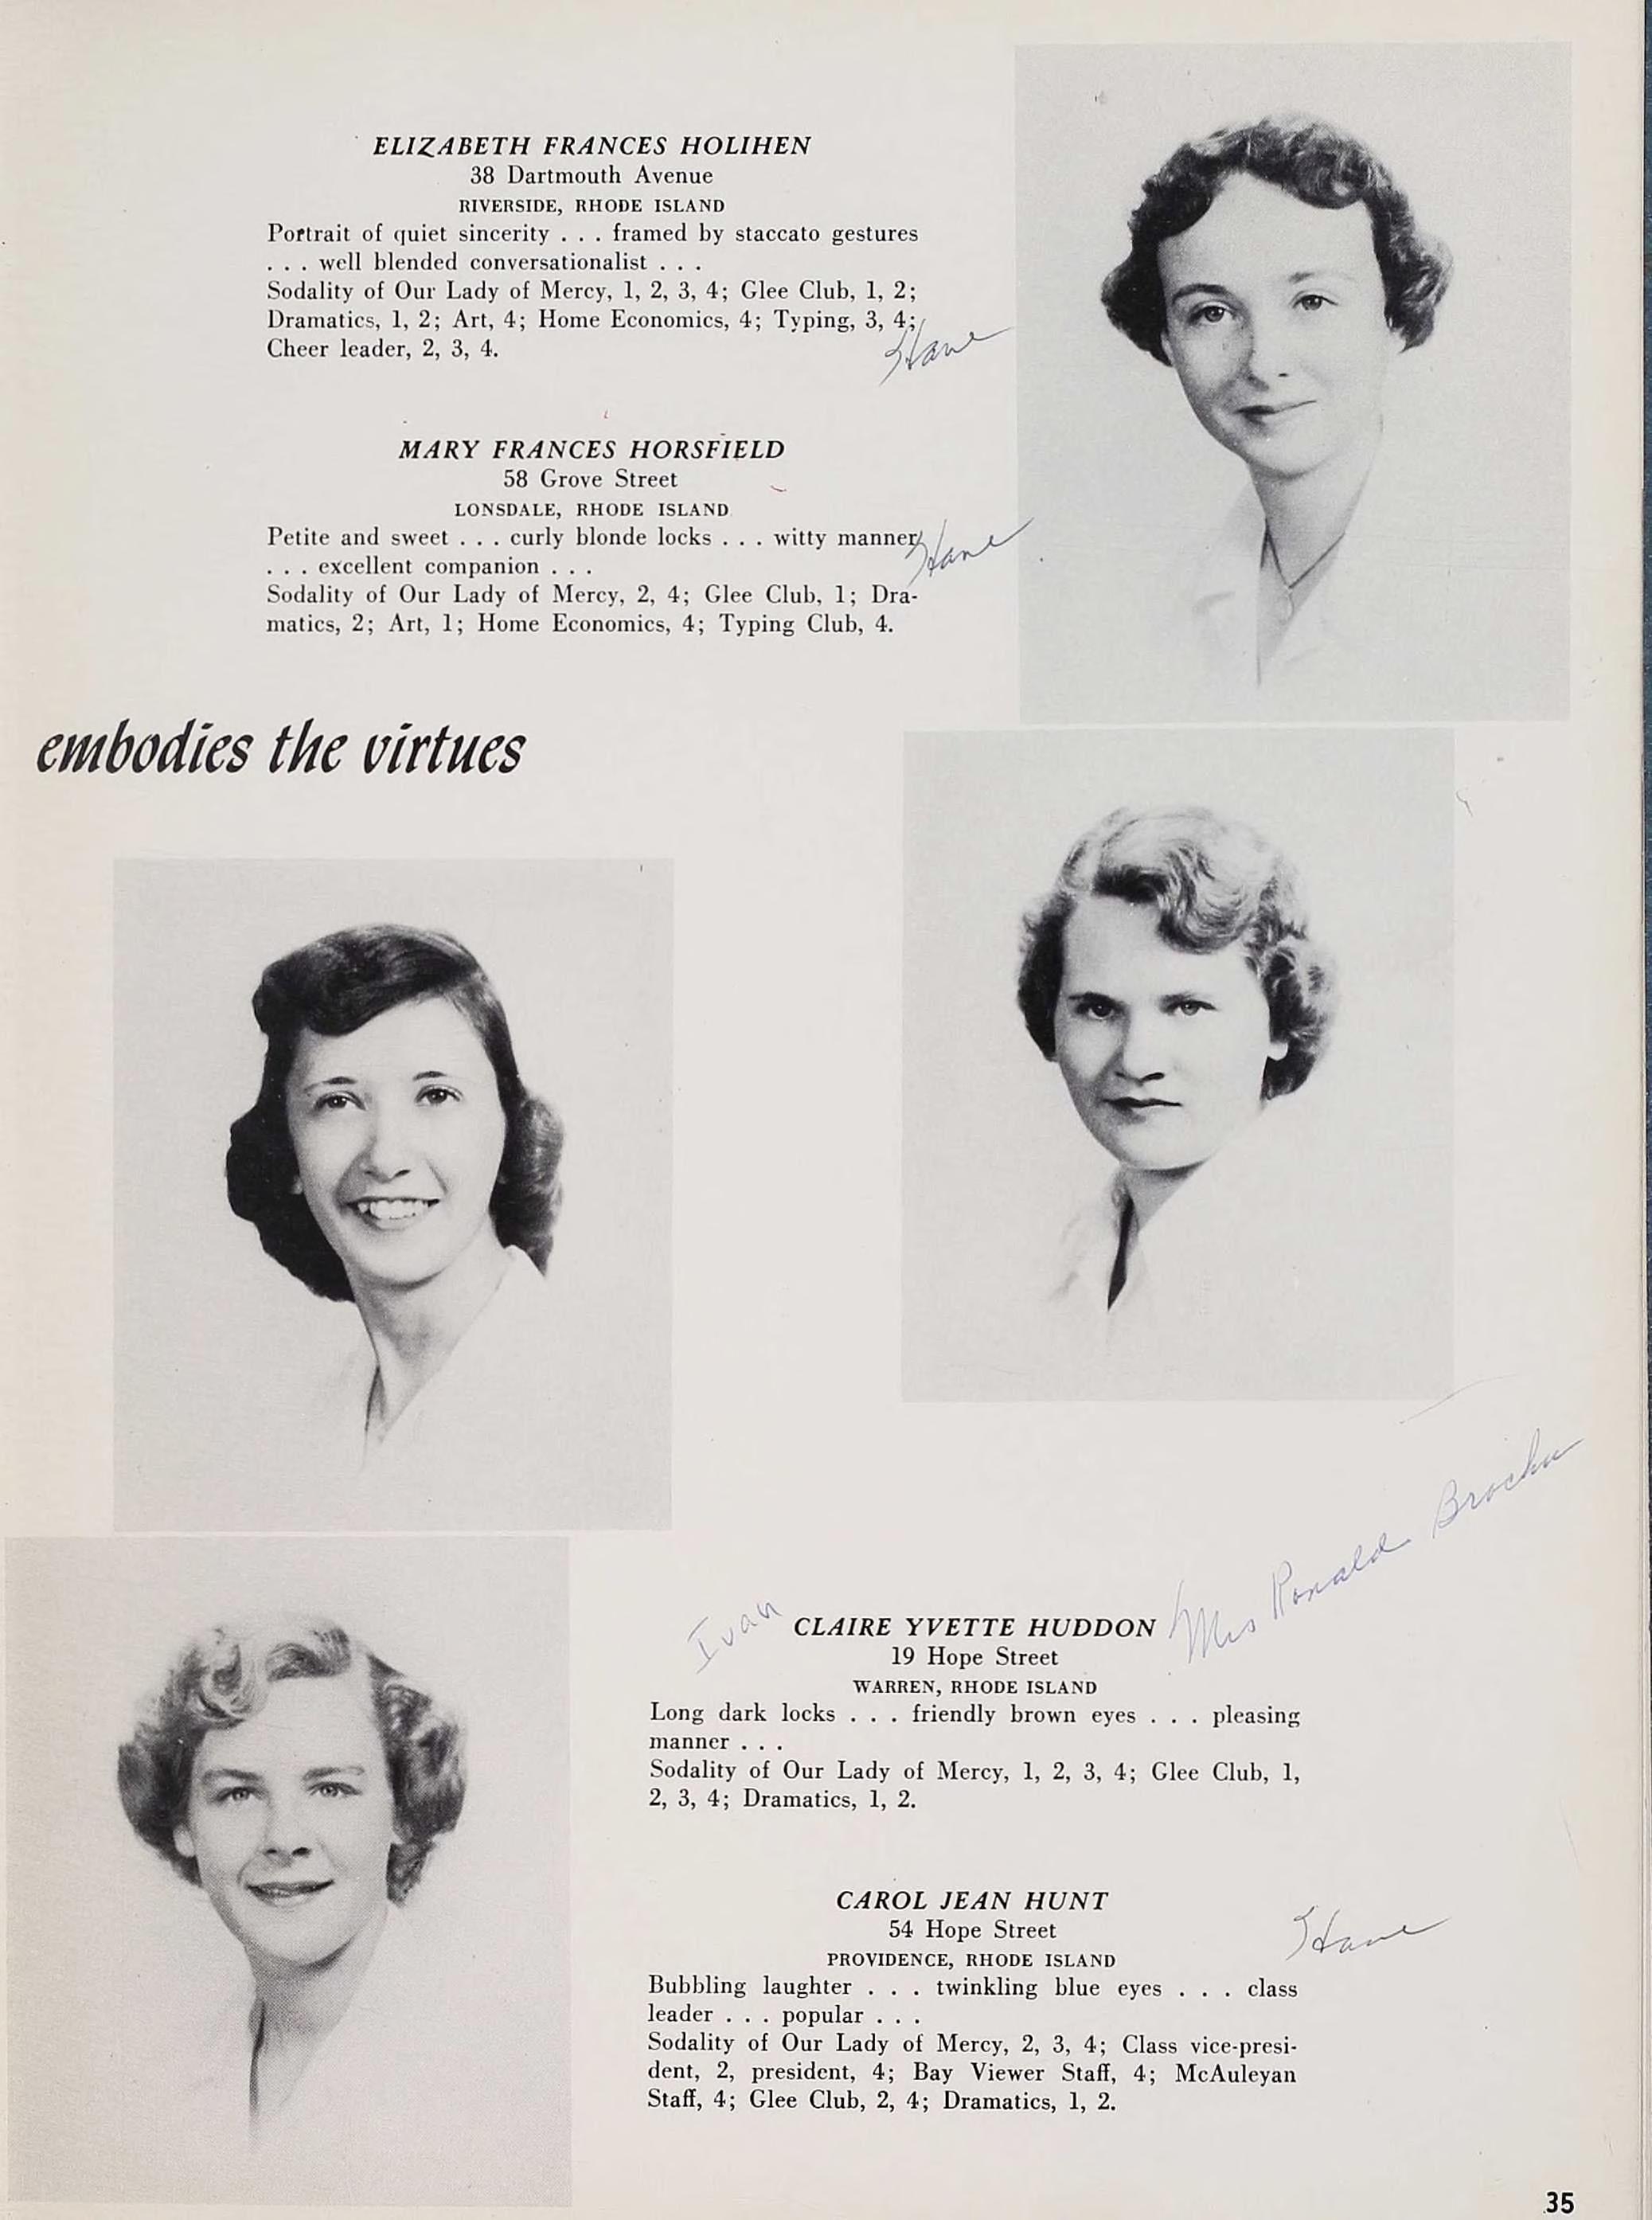 ELIZABETH FRANCES HOLIHEN
38 Dartmouth Avenue
RIVERSIDE, RHODE ISLAND
Portrait of quiet sincerity . . . framed by staccato gestures
. . . well blended conversationalist . . .
Sodality of Our Lady of Mercy, 1, 2, 3, 4; Glee Club, 1, 2;
Dramatics, 1, 2; Art, 4; Home Economics, 4; Typing, 3, 4;
Cheer leader, 2, 3, 4.
Have
MARY FRANCES HORSFIELD
58 Grove Street
LONSDALE, RHODE ISLAND
Petite and sweet . . . curly blonde locks . . . witty manner
Have
. . . excellent companion . . .
Sodality of Our Lady of Mercy, 2, 4; Glee Club, 1; Dra-
matics, 2; Art, 1; Home Economics, 4; Typing Club, 4.
embodies the virtues
Ivan
CLAIRE YVETTE HUDDON
Mrs Ronald Brochu
19 Hope Street
WARREN, RHODE ISLAND
Long dark locks . . . friendly brown eyes . . . pleasing
manner . . .
Sodality of Our Lady of Mercy, 1, 2, 3, 4; Glee Club, 1,
2, 3, 4; Dramatics, 1, 2.
CAROL JEAN HUNT
54 Hope Street
Have
PROVIDENCE, RHODE ISLAND
Bubbling laughter . . . twinkling blue eyes . . . class
leader . . . popular . . .
Sodality of Our Lady of Mercy, 2, 3, 4; Class vice-presi-
dent, 2, president, 4; Bay Viewer Staff, 4; McAuleyan
Staff, 4; Glee Club, 2, 4; Dramatics, 1, 2.
35